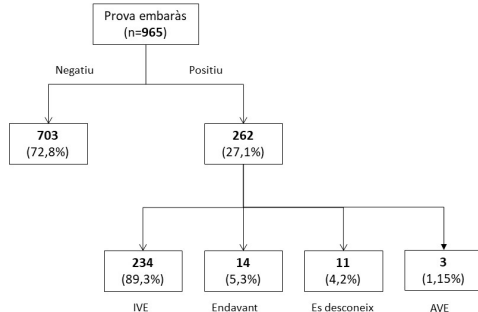 Prova embaràs
(n=965)
Negatiu
Positiu
703
(72,8%)
262
(27,1%)
234
(89,3%)
14
(5,3%)
11
(4,2%)
3
(1,15%)
IVE
Endavant
Es desconeix
AVE